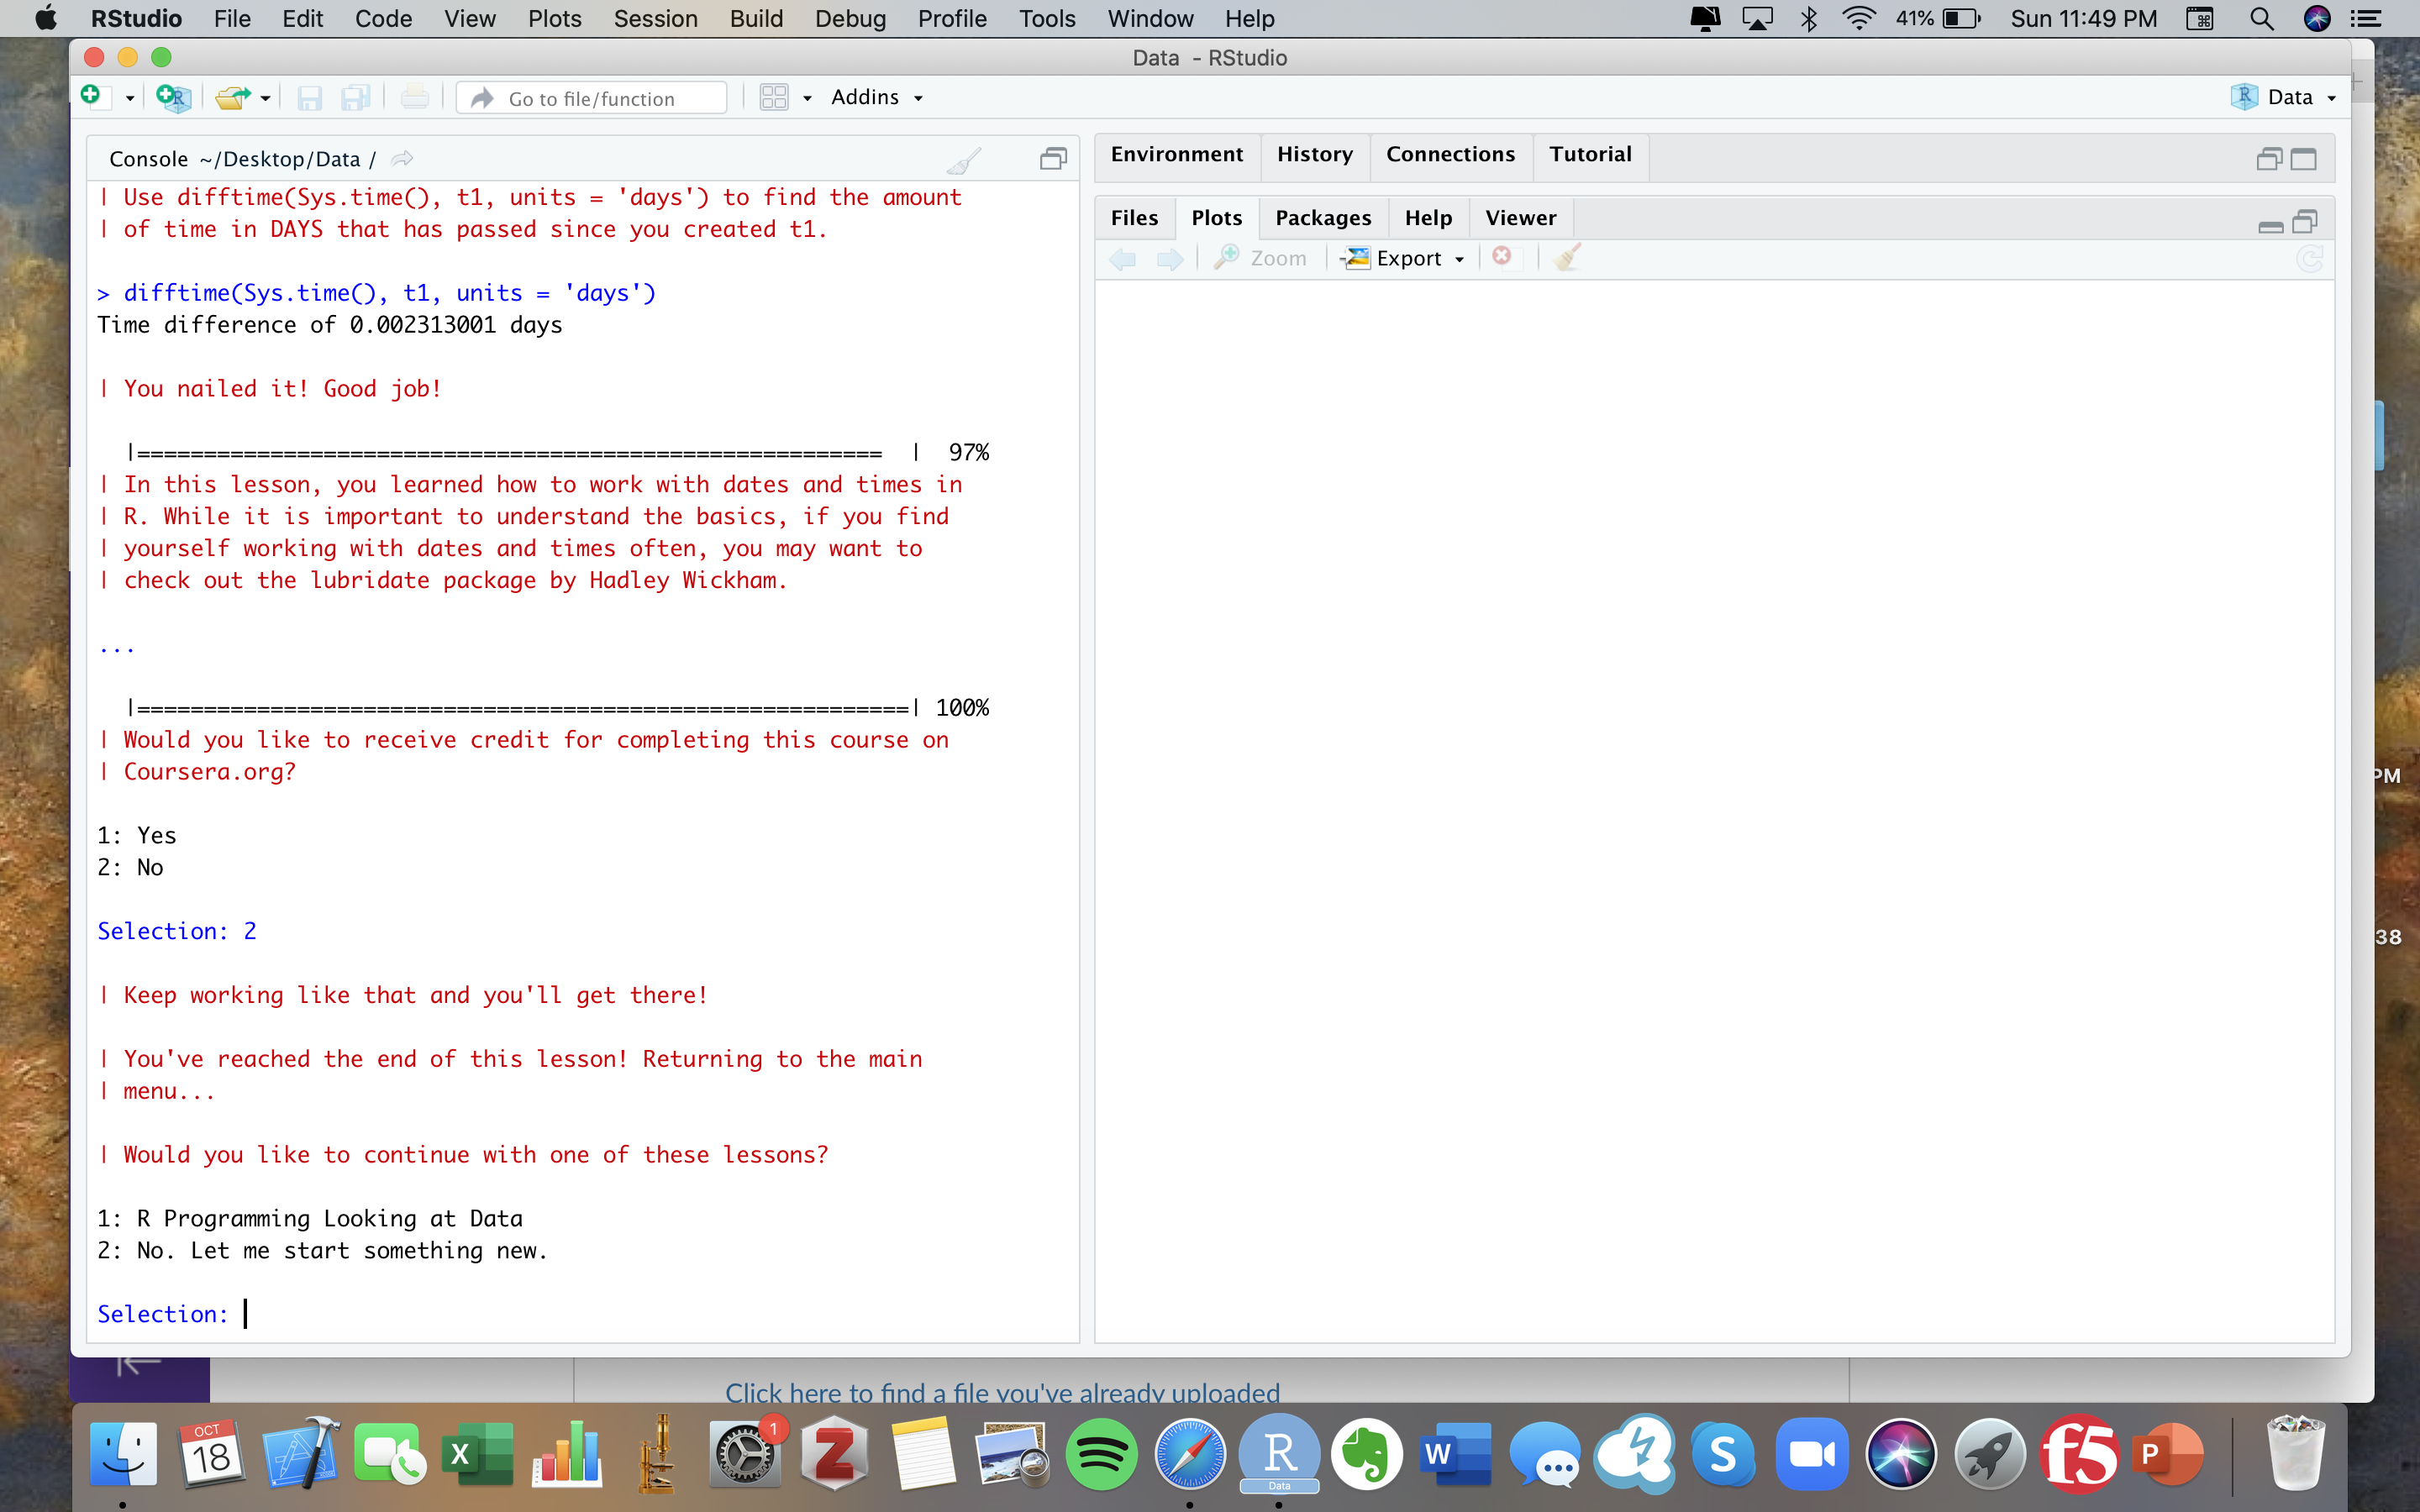 RStudio File Edit Code View Plots Session Build Debug Profile Tools Window Help 41% Sun 11:49 PM
Data - RStudio
Go to file/function Addins Data
Console ~/Desktop/Data /
| Use difftime(Sys.time(), t1, units = 'days') to find the amount
| of time in DAYS that has passed since you created t1.
> difftime(Sys.time(), t1, units = 'days')
Time difference of 0.002313001 days
| You nailed it! Good job!
|======================================================== | 97%
| In this lesson, you learned how to work with dates and times in
| R. While it is important to understand the basics, if you find
| yourself working with dates and times often, you may want to
| check out the lubridate package by Hadley Wickham.
...
|==========================================================| 100%
| Would you like to receive credit for completing this course on
| Coursera.org?
1: Yes
2: No
Selection: 2
| Keep working like that and you'll get there!
| You've reached the end of this lesson! Returning to the main
| menu...
| Would you like to continue with one of these lessons?
1: R Programming Looking at Data
2: No. Let me start something new.
Selection:
Environment History Connections Tutorial
Files Plots Packages Help Viewer
Zoom Export
PM
38
Click here to find a file you've already uploaded
OCT
18
X
1
Z
R
Data
W
S
f5
P